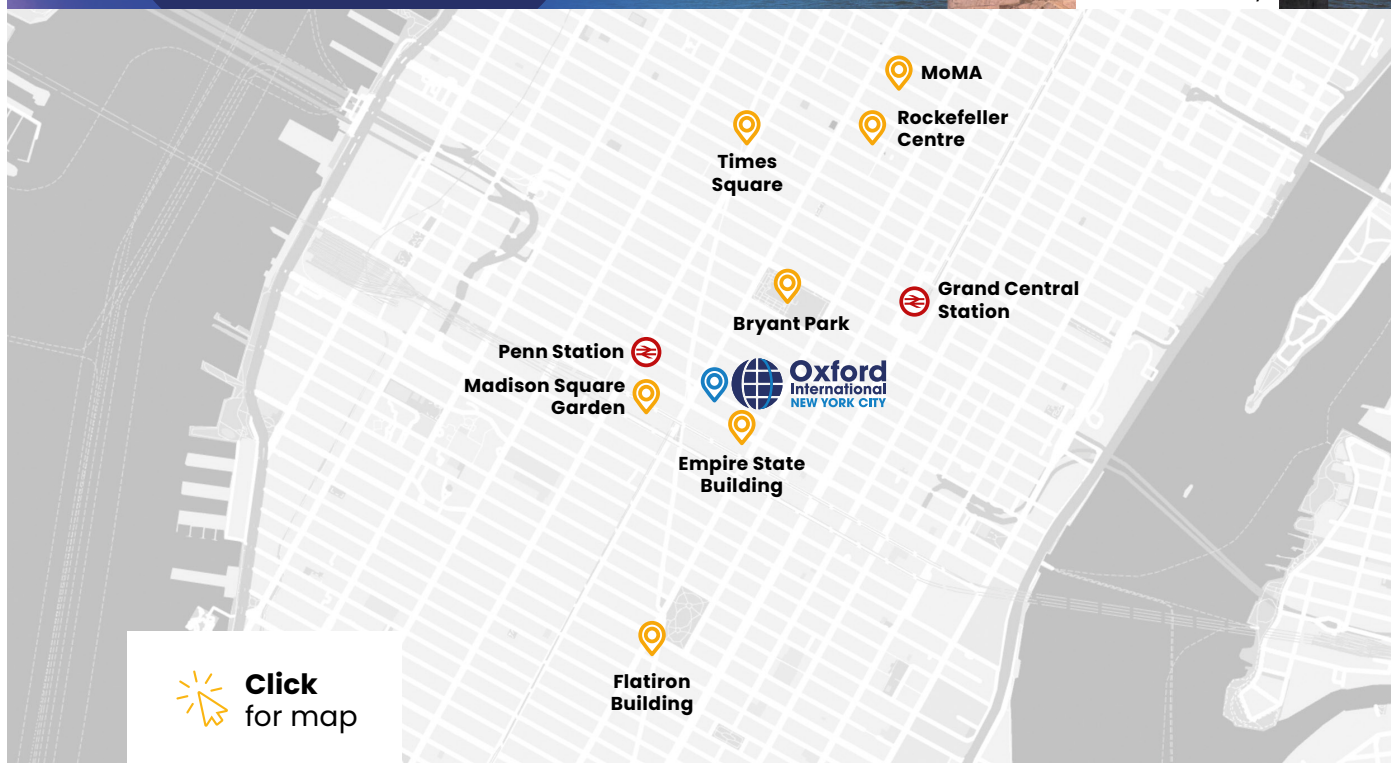 MoMA
Rockefeller
Centre
Times
Square
Grand Central
Station
Bryant Park
Penn Station
Oxford
International
NEW YORK CITY
Madison Square
Garden
Empire State
Building
Flatiron
Building
Click
for map